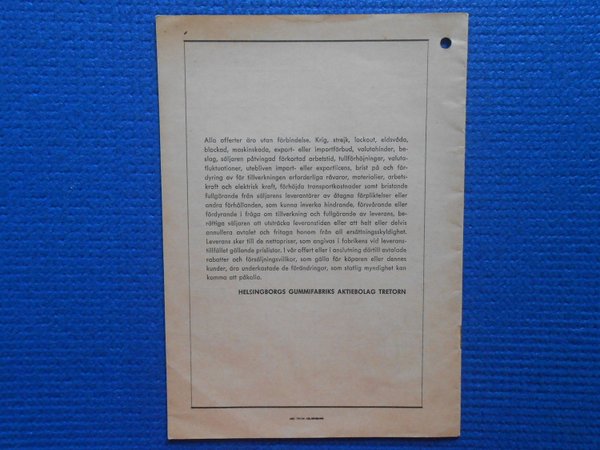 Alla offerter äro utan förbindelse. Krig, strejk, lockout, eldsvåda,
blockad, maskinskada, export- eller importförbud, valutahinder, be-
slag, säljaren påtvingad förkortad arbetstid, tullförhöjningar, valuta-
fluktuationer, utebliven import- eller exportlicens, brist på och för-
dyring av för tillverkningen erforderliga råvaror, materialier, arbets-
kraft och elektrisk kraft, förhöjda transportkostnader samt bristande
fullgörande från säljarens leverantörer av åtagna förpliktelser eller
andra förhållanden, som kunna inverka hindrande, försvårande eller
fördyrande i fråga om tillverkning och fullgörande av leverans, be-
rättiga säljaren att utsträcka leveranstiden eller att helt eller delvis
annullera avtalet och fritaga honom från all ersättningsskyldighet.
Leverans sker till de nettopriser, som angivas i fabrikens vid leverans-
tillfället gällande prislistor. I vår offert eller i anslutning därtill avtalade
rabatter och försäljningsvillkor, som gälla för köparen eller dennes
kunder, äro underkastade de förändringar, som statlig myndighet kan
komma att påkalla.
HELSINGBORGS GUMMIFABRIKS AKTIEBOLAG TRETORN